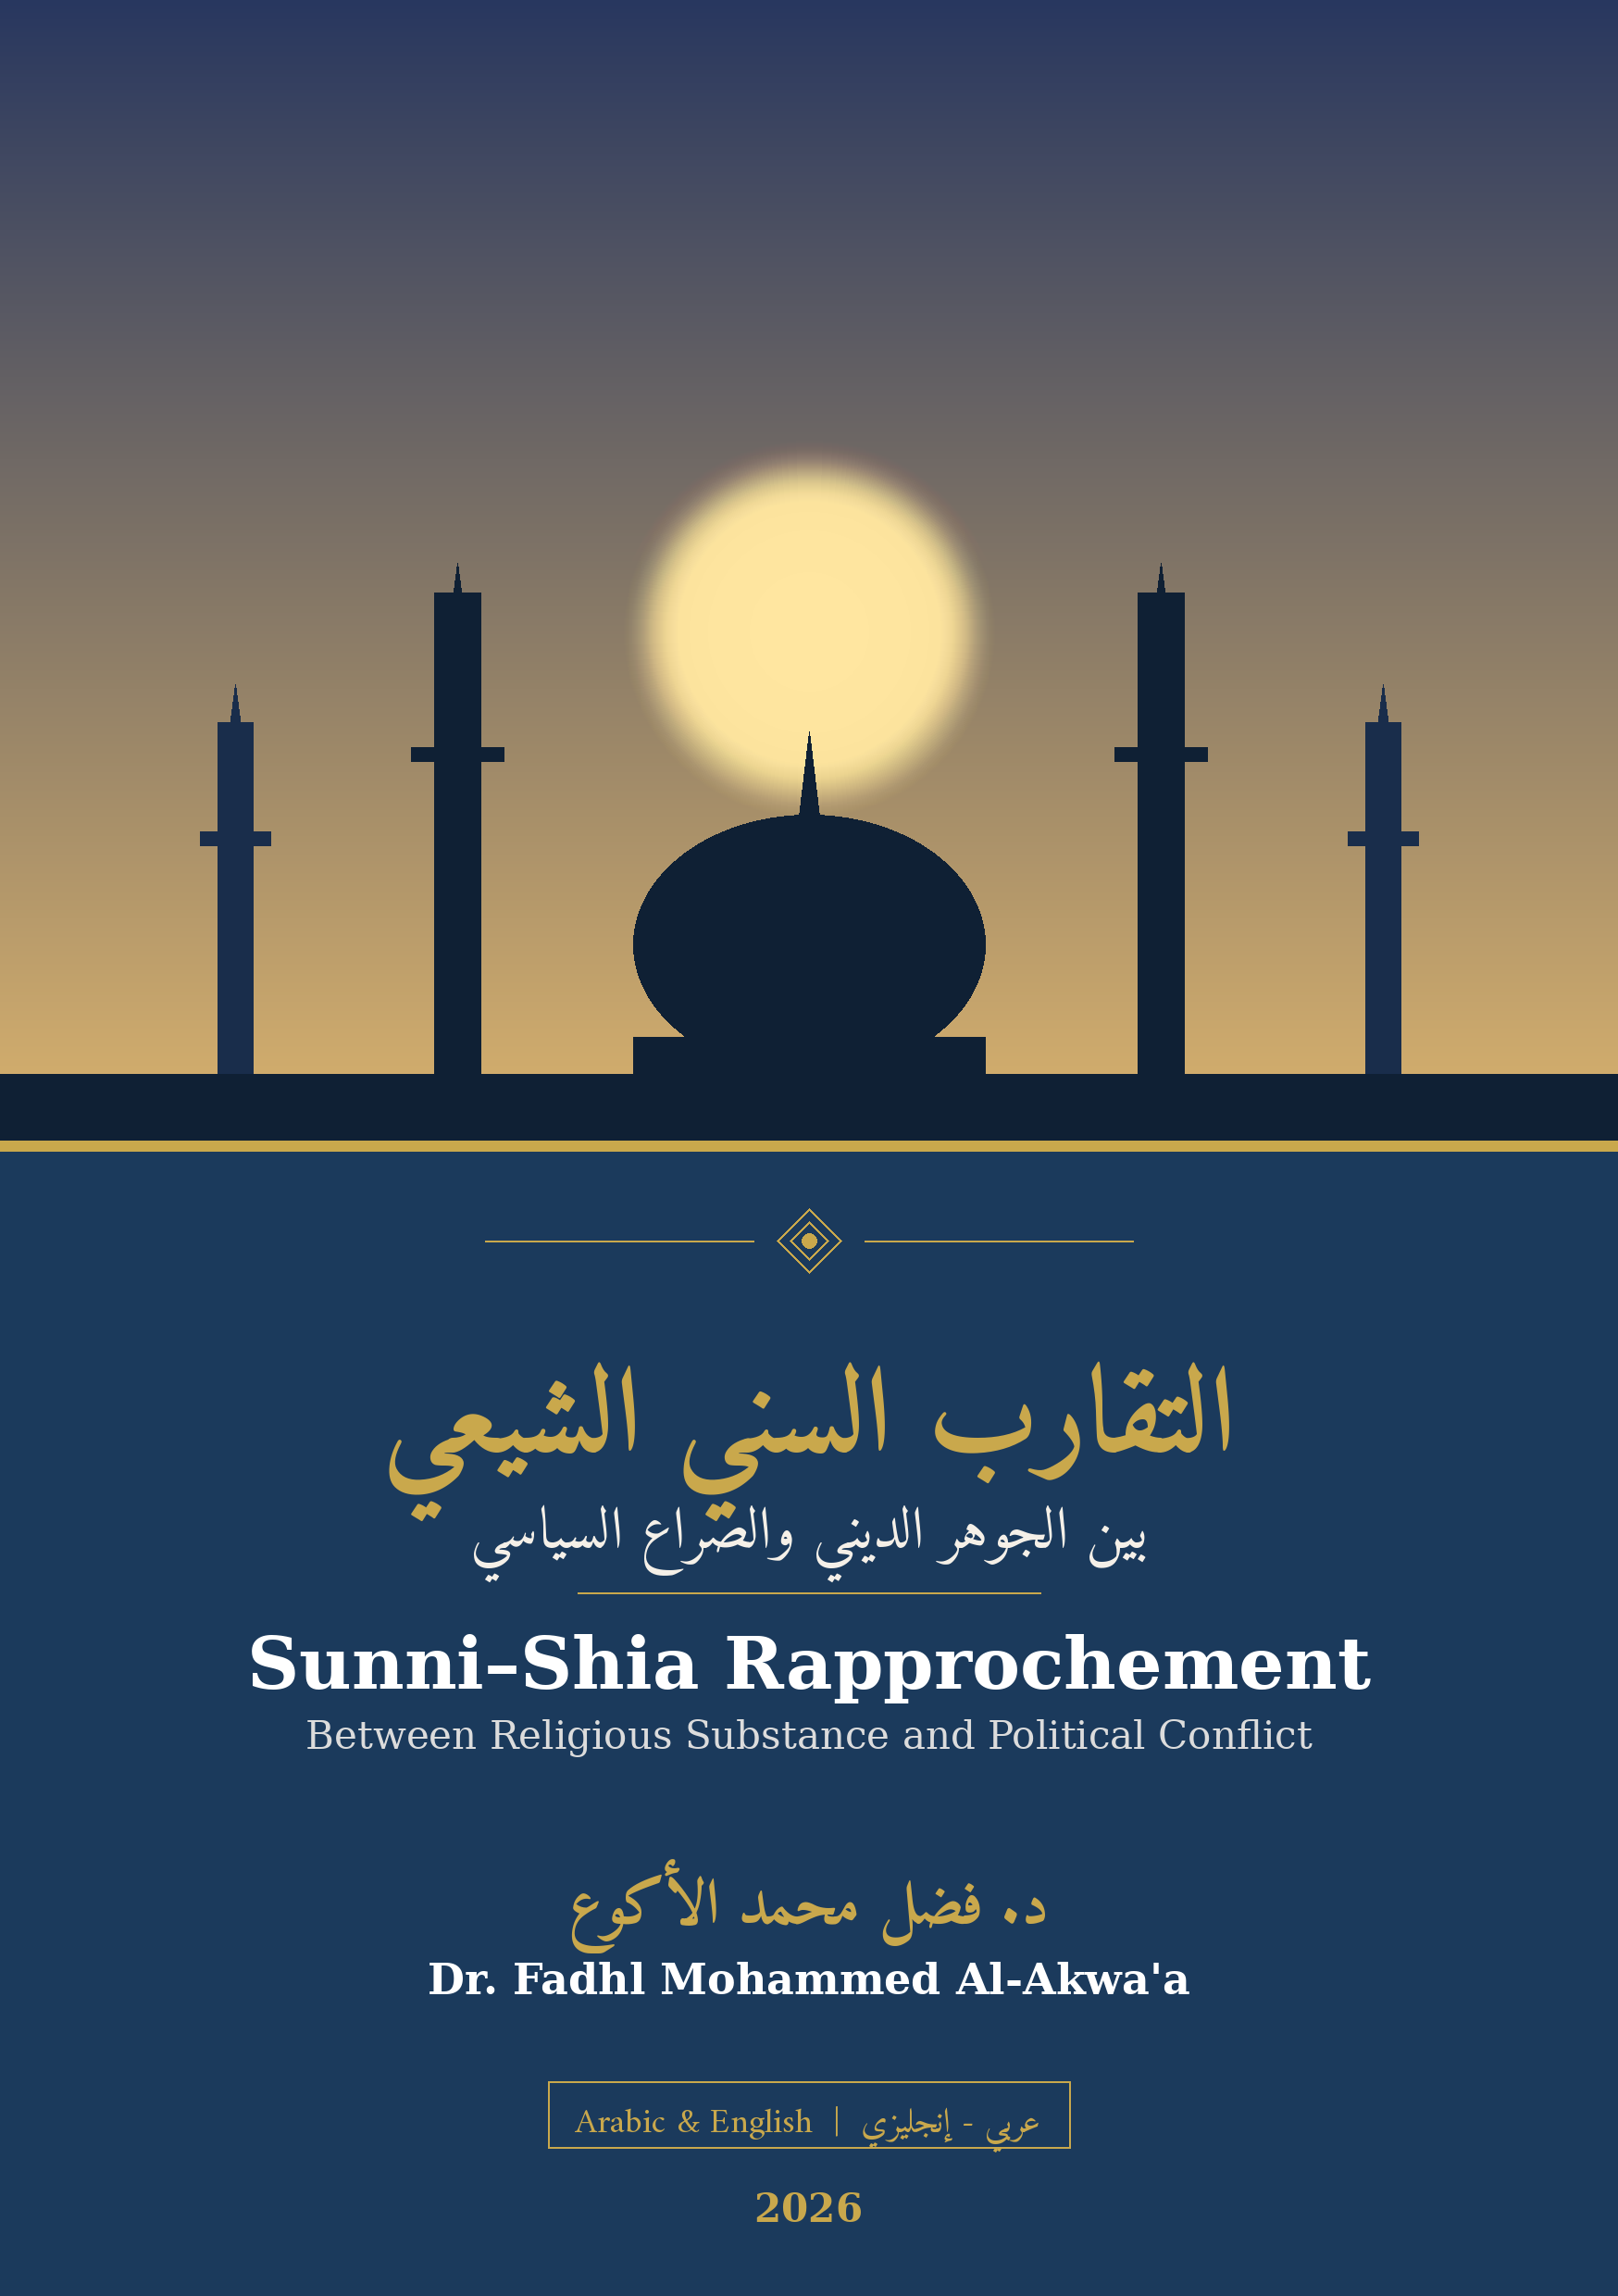 التقارب السني الشيعي
بين الجوهر الديني والصراع السياسي
Sunni–Shia Rapprochement
Between Religious Substance and Political Conflict
د. فضل محمد الأكوع
Dr. Fadhl Mohammed Al-Akwa'a
Arabic & English | عربي - إنجليزي
2026